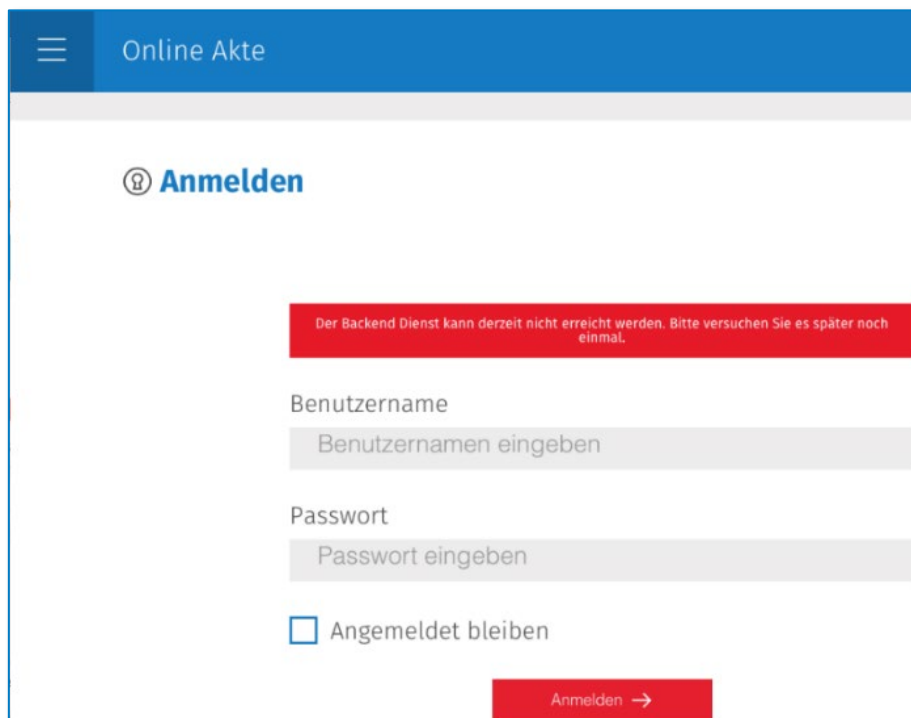 Online Akte
Anmelden
Der Backend Dienst kann derzeit nicht erreicht werden. Bitte versuchen Sie es später noch
einmal.
Benutzername
Benutzernamen eingeben
Passwort
Passwort eingeben
Angemeldet bleiben
Anmelden →